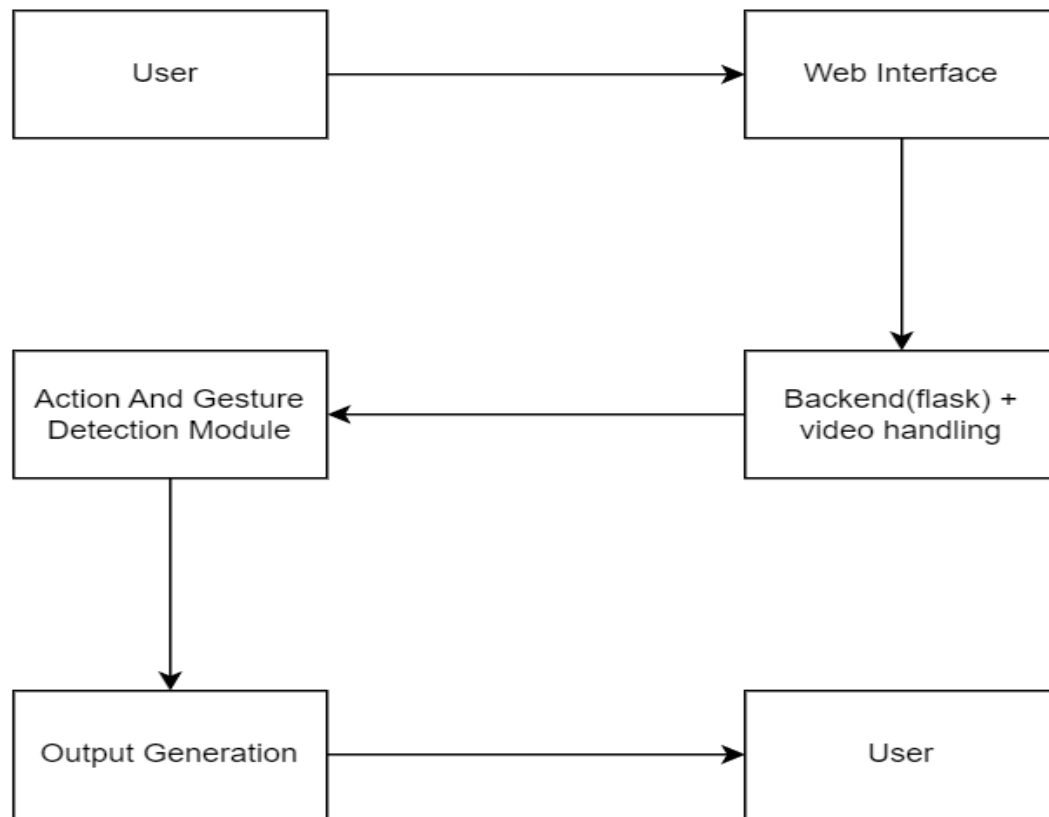 User
Web Interface
Action And Gesture
Detection Module
Backend(flask) +
video handling
Output Generation
User